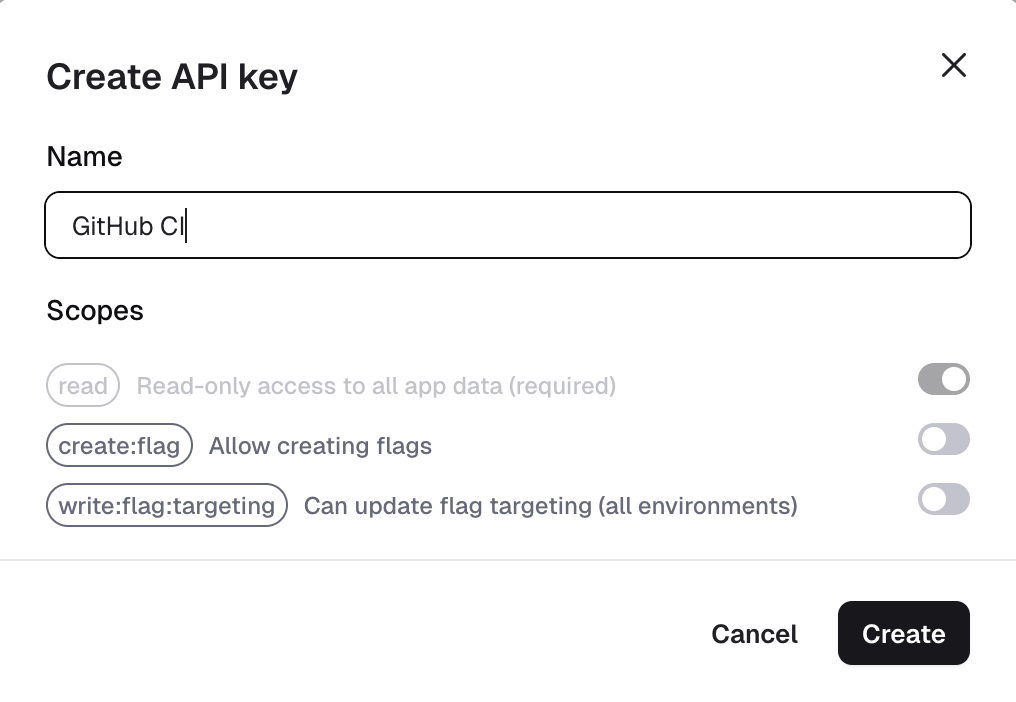 Create API key
Name
GitHub CI
Scopes
read Read-only access to all app data (required)
create:flag Allow creating flags
write:flag:targeting Can update flag targeting (all environments)
Cancel Create